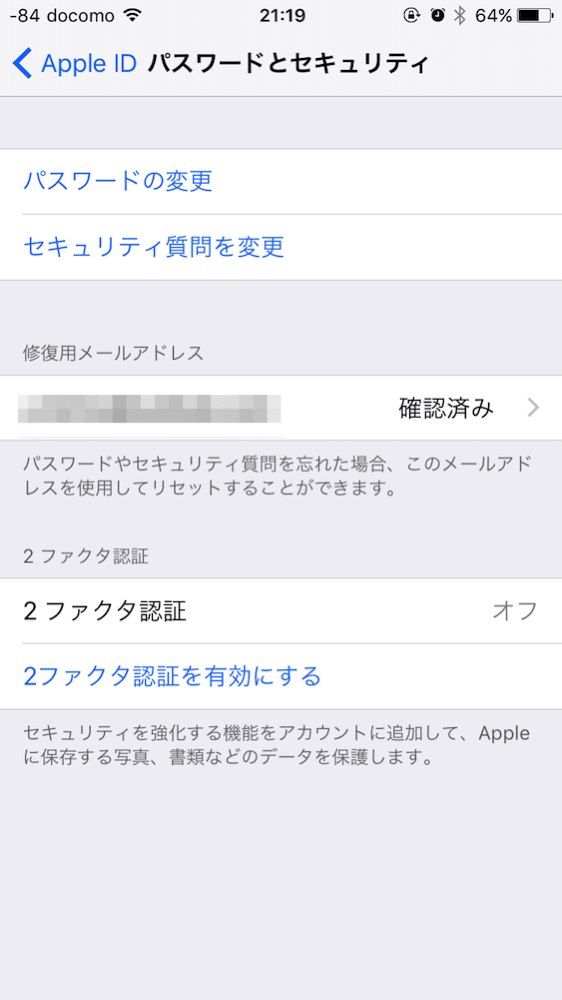 -84 docomo 21:19 64%
Apple ID パスワードとセキュリティ
パスワードの変更
セキュリティ質問を変更
修復用メールアドレス
確認済み
パスワードやセキュリティ質問を忘れた場合、このメールアド
レスを使用してリセットすることができます。
2 ファクタ認証
2 ファクタ認証 オフ
2ファクタ認証を有効にする
セキュリティを強化する機能をアカウントに追加して、Apple
に保存する写真、書類などのデータを保護します。